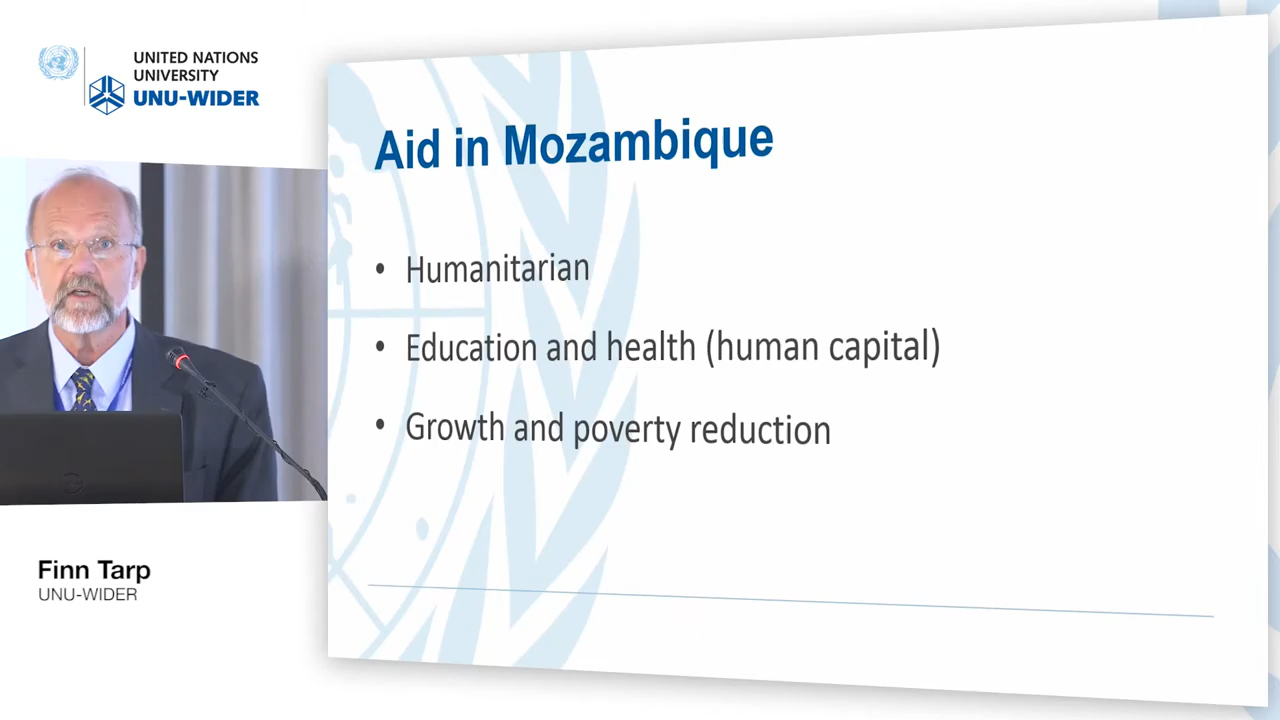 UNITED NATIONS
UNIVERSITY
UNU-WIDER
Aid in Mozambique
• Humanitarian
• Education and health (human capital)
• Growth and poverty reduction
Finn Tarp
UNU-WIDER